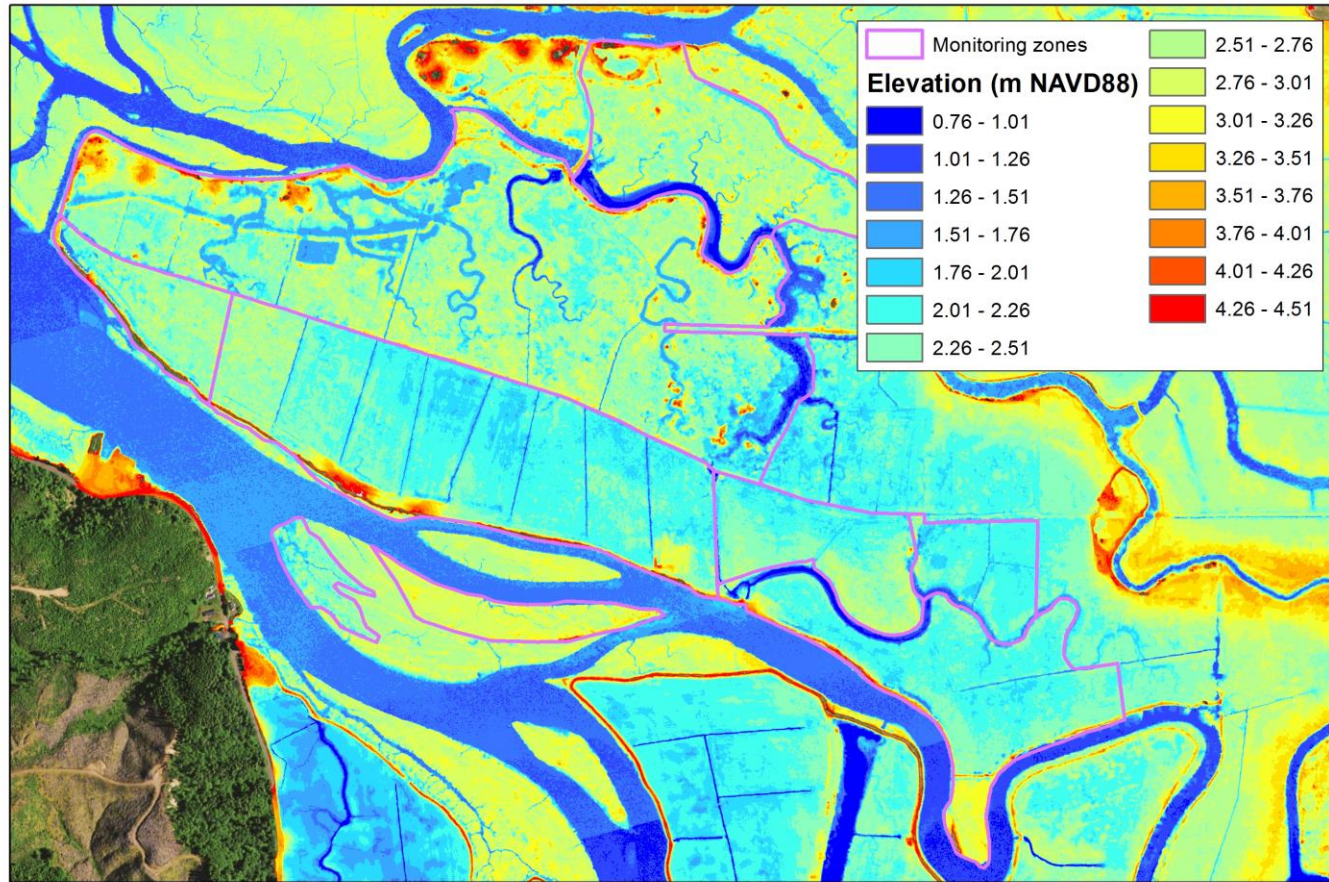 Monitoring zones
Elevation (m NAVD88)
0.76 - 1.01
1.01 - 1.26
1.26 - 1.51
1.51 - 1.76
1.76 - 2.01
2.01 - 2.26
2.26 - 2.51
2.51 - 2.76
2.76 - 3.01
3.01 - 3.26
3.26 - 3.51
3.51 - 3.76
3.76 - 4.01
4.01 - 4.26
4.26 - 4.51